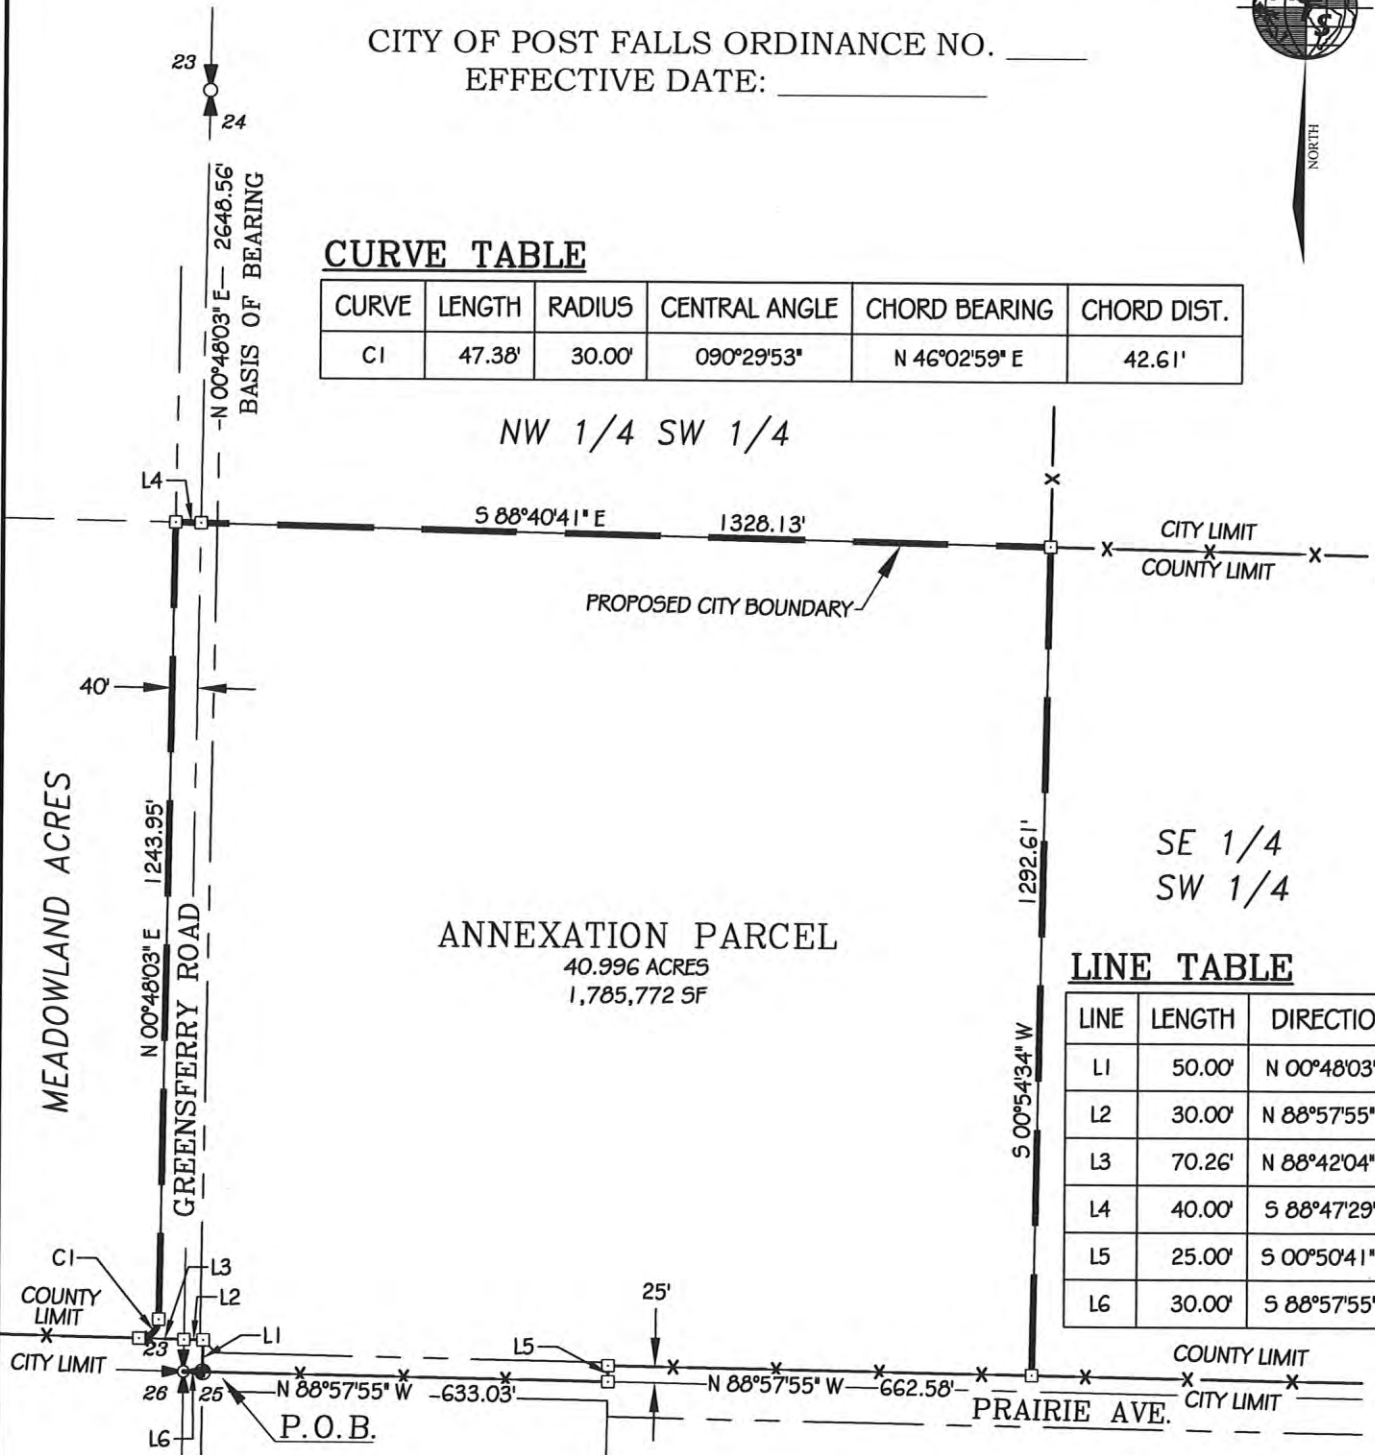 CITY OF POST FALLS ORDINANCE NO.
EFFECTIVE DATE:
23
24
N 00°48'03" E 2648.56'
BASIS OF BEARING
NORTH
CURVE TABLE
CURVE LENGTH RADIUS CENTRAL ANGLE CHORD BEARING CHORD DIST.
C1 47.38' 30.00' 090°29'53" N 46°02'59" E 42.61'
NW 1/4 SW 1/4
L4
S 88°40'41" E 1328.13'
PROPOSED CITY BOUNDARY
CITY LIMIT
COUNTY LIMIT
40'
MEADOWLAND ACRES
N 00°48'03" E 1243.95'
GREENSFERRY ROAD
ANNEXATION PARCEL
40.996 ACRES
1,785,772 SF
S 00°54'34" W 1292.61'
SE 1/4
SW 1/4
LINE TABLE
LINE LENGTH DIRECTIO
L1 50.00' N 00°48'03"
L2 30.00' N 88°57'55"
L3 70.26' N 88°42'04"
L4 40.00' S 88°47'29"
L5 25.00' S 00°50'41"
L6 30.00' S 88°57'55"
C1
L3
L2
L1
COUNTY
LIMIT
CITY LIMIT
23
26 25
L6
P.O.B.
N 88°57'55" W 633.03'
L5
25'
N 88°57'55" W 662.58'
COUNTY LIMIT
CITY LIMIT
PRAIRIE AVE.